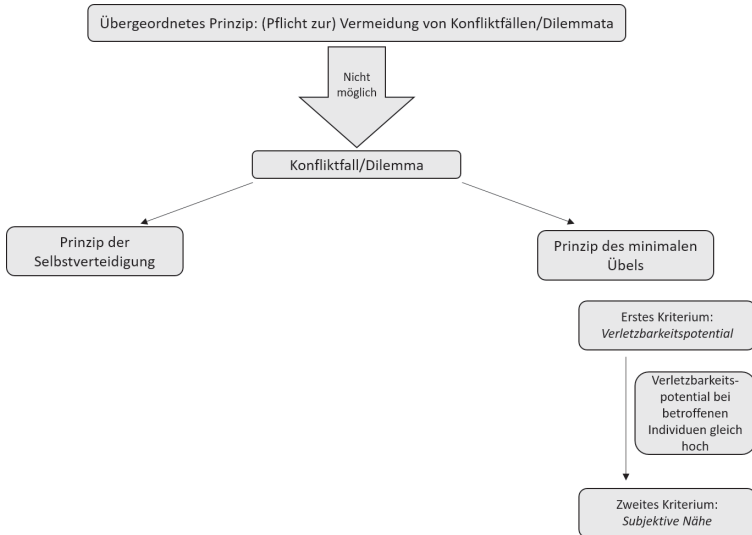 Übergeordnetes Prinzip: (Pflicht zur) Vermeidung von Konfliktfällen/Dilemmata
Nicht
möglich
Konfliktfall/Dilemma
Prinzip der
Selbstverteidigung
Prinzip des minimalen
Übels
Erstes Kriterium:
Verletzbarkeitspotential
Verletzbarkeits-
potential bei
betroffenen
Individuen gleich
hoch
Zweites Kriterium:
Subjektive Nähe